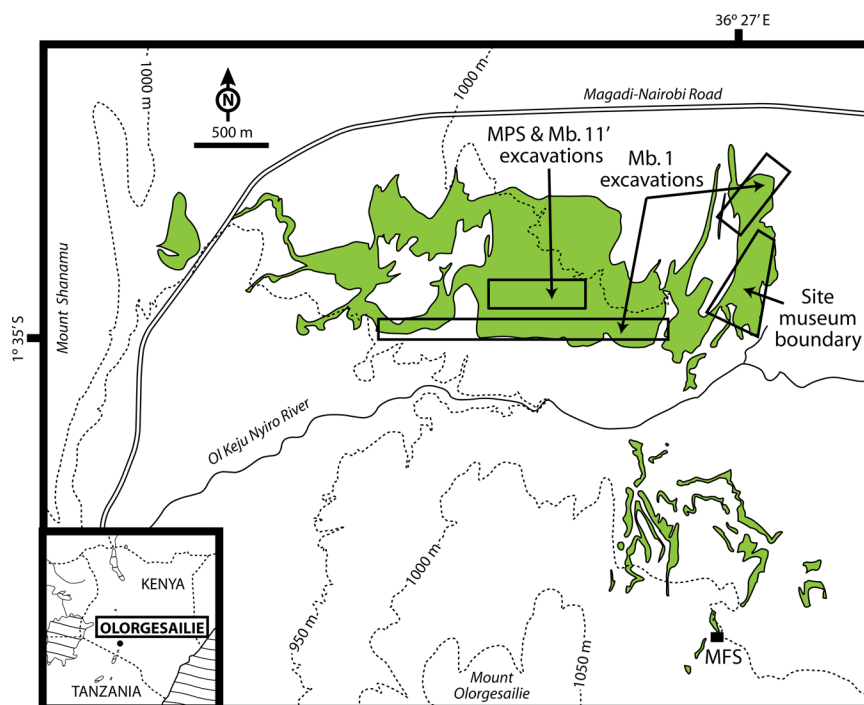 36° 27′ E
1000 m
1000 m
N
500 m
Magadi-Nairobi Road
MPS & Mb. 11′
excavations
Mb. 1
excavations
Mount Shanamu
1° 35′ S
Site
museum
boundary
Ol Keju Nyiro River
1000 m
950 m
1050 m
Mount
Olorgesailie
MFS
KENYA
OLORGESAILIE
TANZANIA